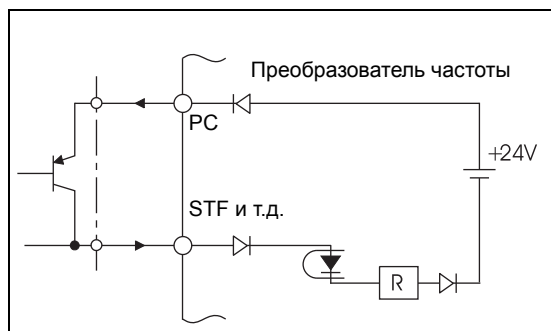 Преобразователь частоты
PC
+24V
STF и т.д.
R